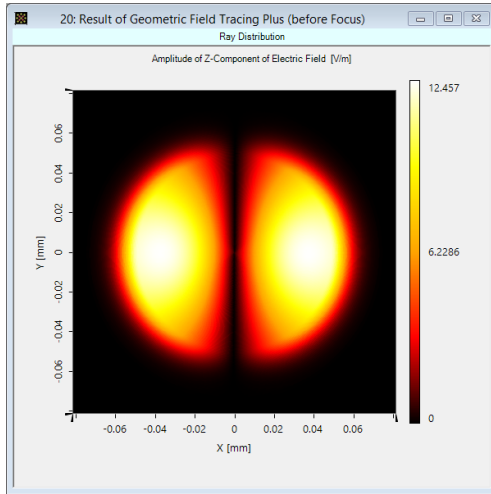 20: Result of Geometric Field Tracing Plus (before Focus)
Ray Distribution
Amplitude of Z-Component of Electric Field  [V/m]
12.457
6.2286
0
Y [mm]
0.06
0.04
0.02
0
-0.02
-0.04
-0.06
-0.06 -0.04 -0.02 0 0.02 0.04 0.06
X [mm]